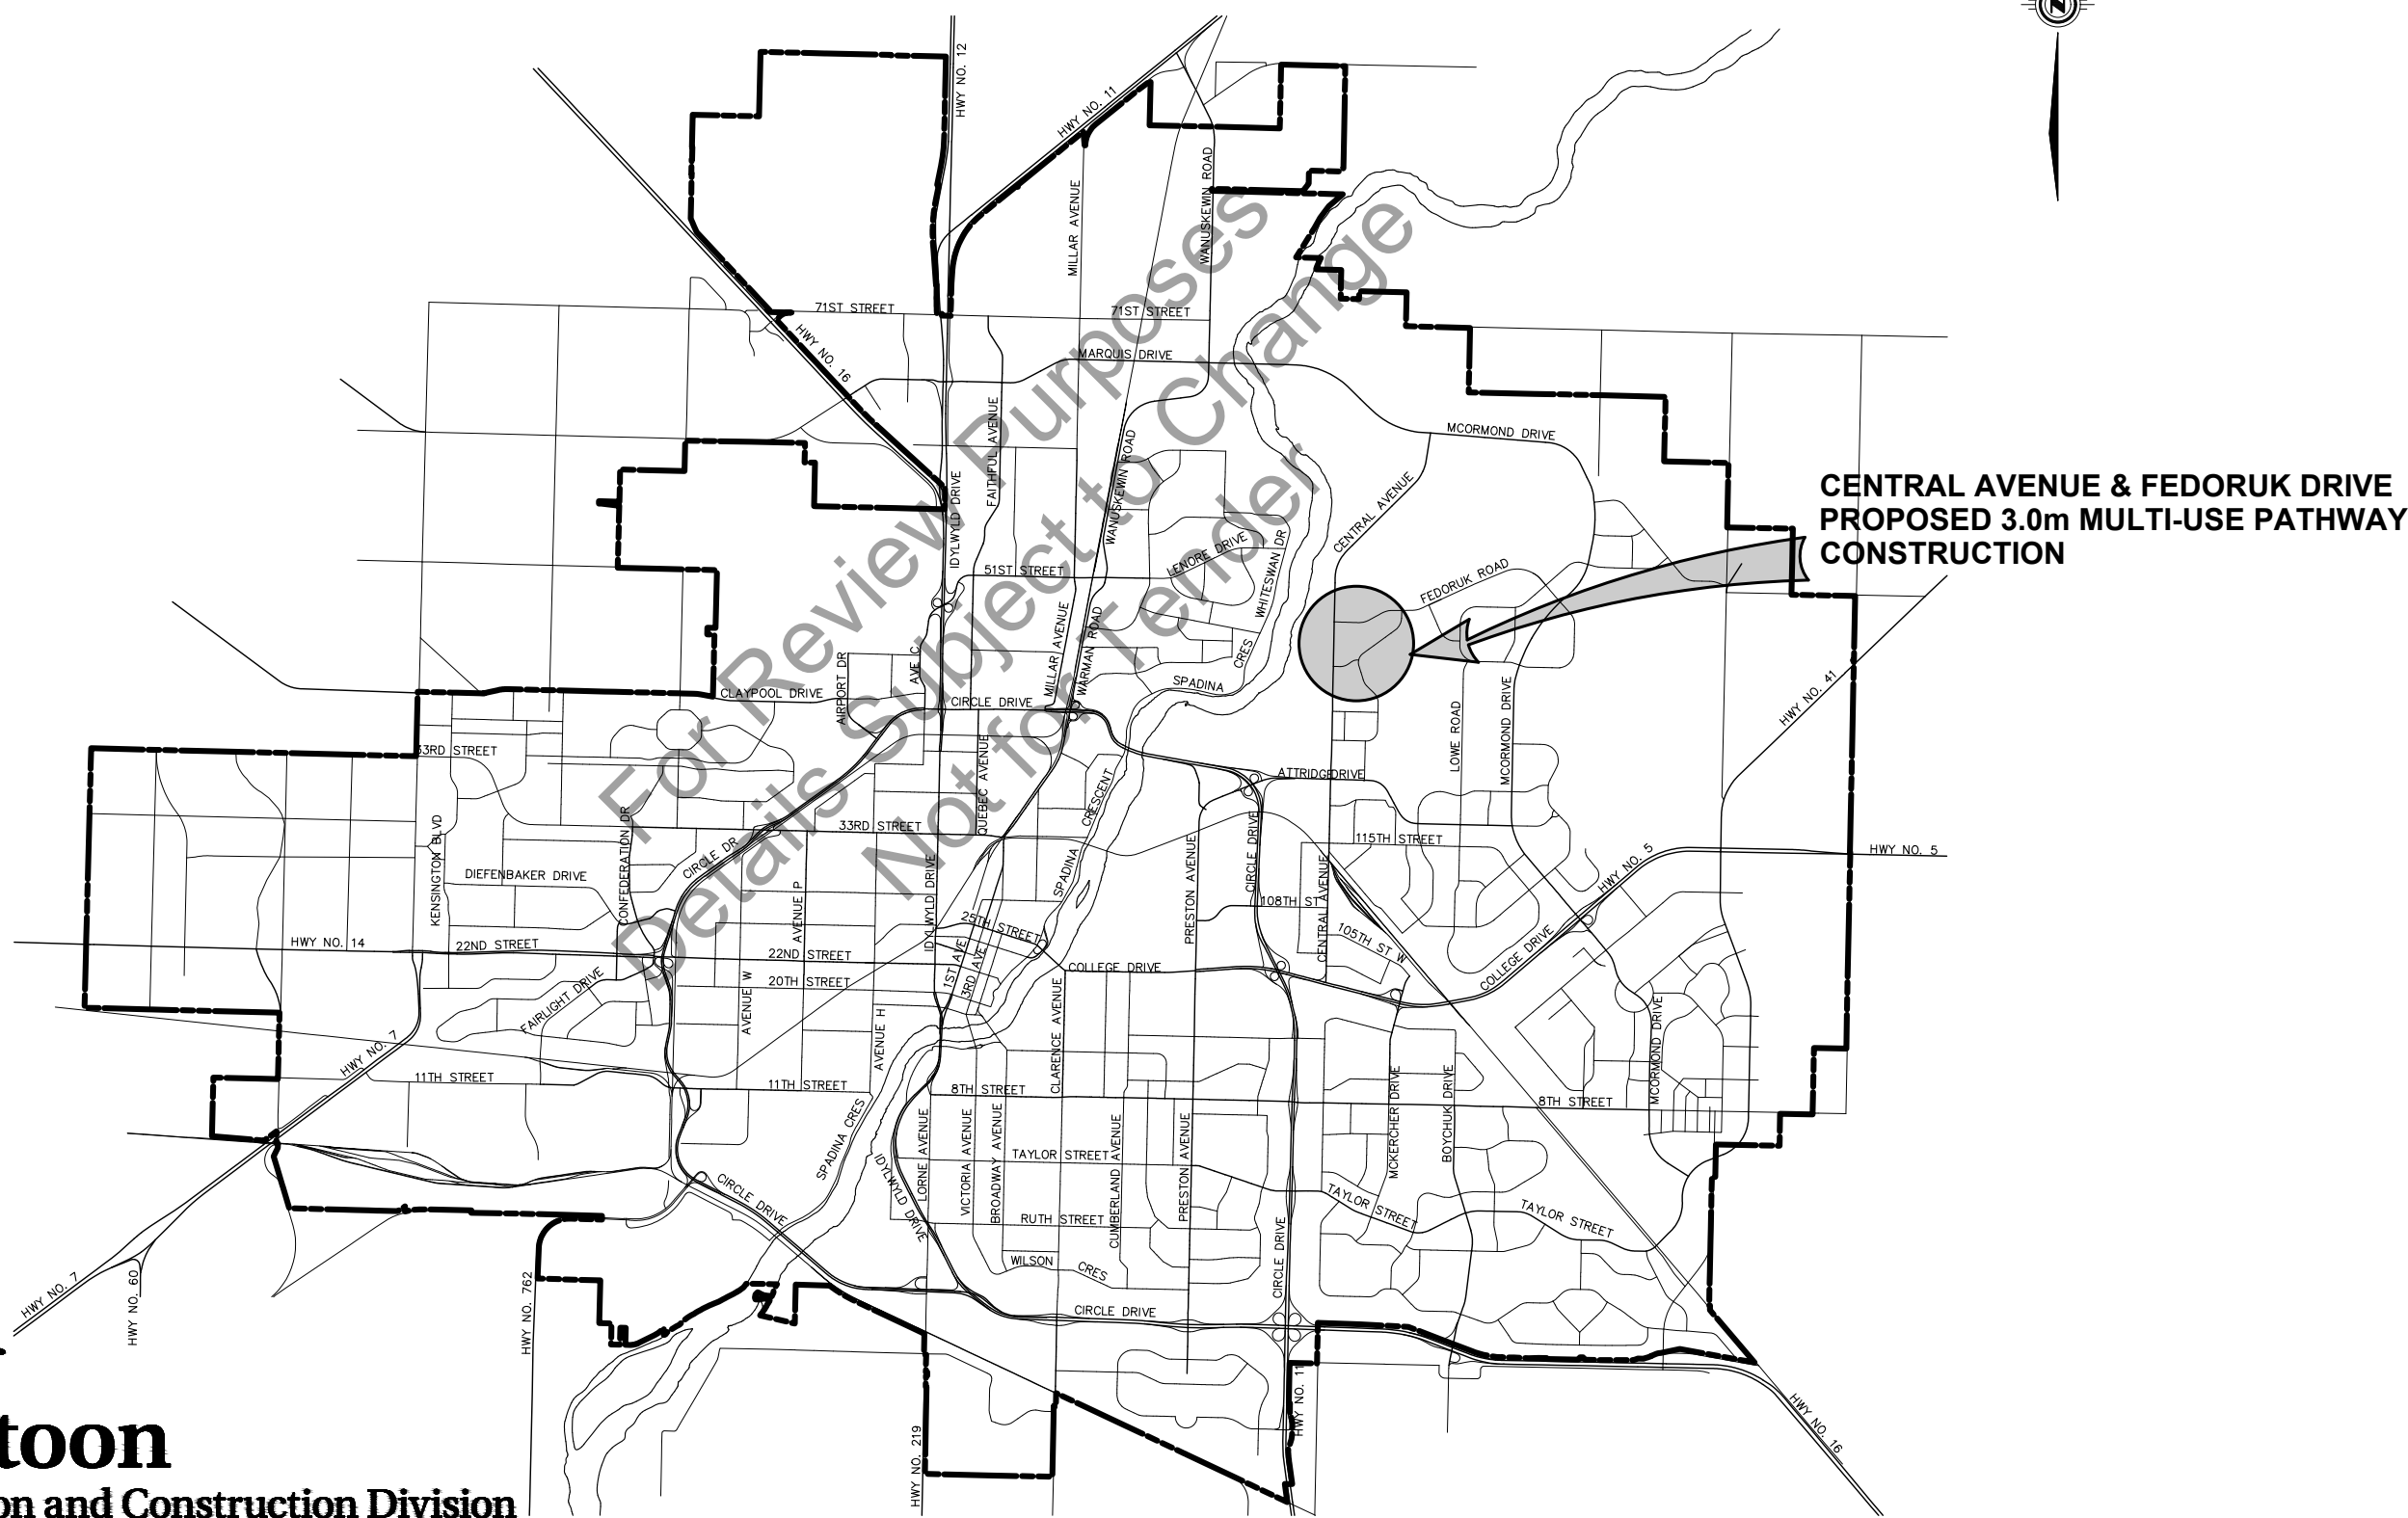 HWY NO. 12
HWY NO. 11
MILLAR AVENUE
WANUSKEWIN ROAD
71ST STREET
71ST STREET
HWY NO. 16
MARQUIS DRIVE
FAITHFUL AVENUE
MCORMOND DRIVE
WANUSKEWIN ROAD
CENTRAL AVENUE
IDYLWYLD DRIVE
CENTRAL AVENUE & FEDORUK DRIVE
PROPOSED 3.0m MULTI-USE PATHWAY
CONSTRUCTION
51ST STREET
LENORE DRIVE
WHITESWAN DR
FEDORUK ROAD
MILLAR AVENUE
WARMAN ROAD
CRES
SPADINA
AIRPORT DR
AVE C
CLAYPOOL DRIVE
CIRCLE DRIVE
HWY NO. 41
LOWE ROAD
MCORMOND DRIVE
33RD STREET
QUEBEC AVENUE
ATTRIDGE DRIVE
CRESCENT
SPADINA
KENSINGTON BLVD
CONFEDERATION DR
33RD STREET
CIRCLE DR
115TH STREET
HWY NO. 5
HWY NO. 5
PRESTON AVENUE
CIRCLE DRIVE
CENTRAL AVENUE
DIEFENBAKER DRIVE
AVENUE P
IDYLWYLD DRIVE
108TH ST
25TH STREET
105TH ST W
COLLEGE DRIVE
HWY NO. 14
22ND STREET
22ND STREET
1ST AVE
3RD AVE
COLLEGE DRIVE
20TH STREET
FAIRLIGHT DRIVE
AVENUE W
AVENUE H
CLARENCE AVENUE
MCORMOND DRIVE
HWY NO. 7
11TH STREET
11TH STREET
8TH STREET
8TH STREET
MCKERCHER DRIVE
BOYCHUK DRIVE
SPADINA CRES
IDYLWYLD DRIVE
LORNE AVENUE
VICTORIA AVENUE
BROADWAY AVENUE
TAYLOR STREET
CUMBERLAND AVENUE
PRESTON AVENUE
CIRCLE DRIVE
TAYLOR STREET
TAYLOR STREET
RUTH STREET
CIRCLE DRIVE
WILSON
CRES
HWY NO. 7
HWY NO. 60
HWY NO. 762
CIRCLE DRIVE
HWY NO. 11
HWY NO. 16
HWY NO. 219
For Review Purposes
Details Subject to Change
Not for Tender
toon
on and Construction Division